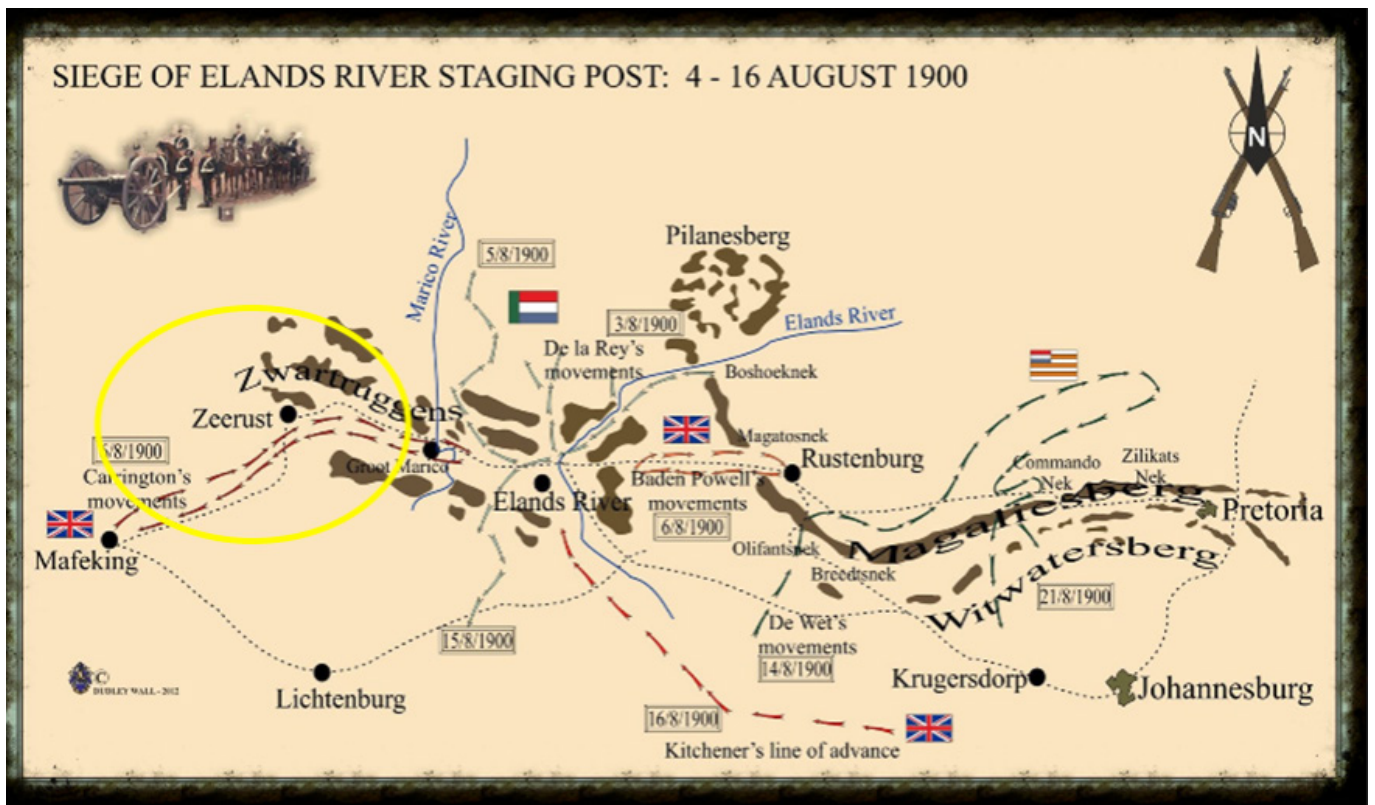 SIEGE OF ELANDS RIVER STAGING POST: 4 - 16 AUGUST 1900
N
Marico River
5/8/1900
Pilanesberg
3/8/1900
Elands River
De la Rey's
movements
Boshoeknek
Zwartruggens
Zeerust
/8/1900
Carrington's
movements
Mafeking
Groot Marico
Elands River
Magatosnek
Rustenburg
Baden Powell's
movements
6/8/1900
Commando
Nek
Zilikats
Nek
Pretoria
Magaliesberg
Witwatersberg
Olifantsnek
Breedtsnek
21/8/1900
De Wet's
movements
14/8/1900
15/8/1900
Lichtenburg
Krugersdorp
Johannesburg
16/8/1900
Kitchener's line of advance
©
DUDLEY WALL - 2012